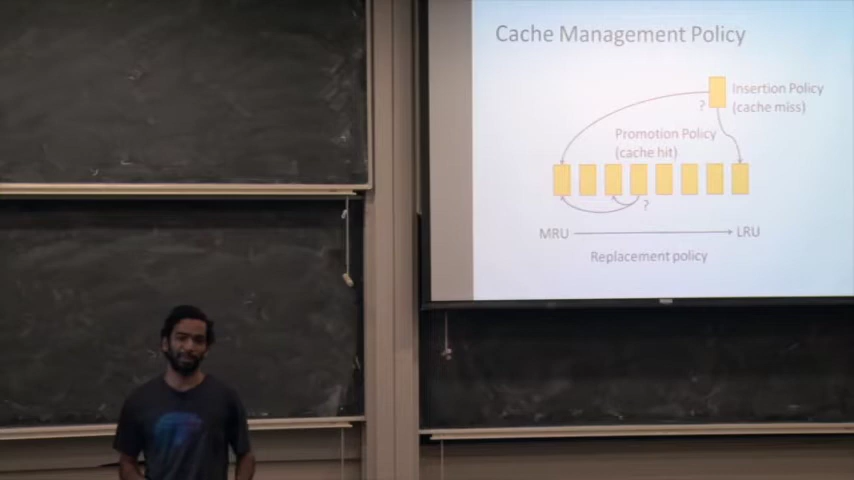 Cache Management Policy
Insertion Policy
(cache miss)
?
Promotion Policy
(cache hit)
?
MRU
LRU
Replacement policy